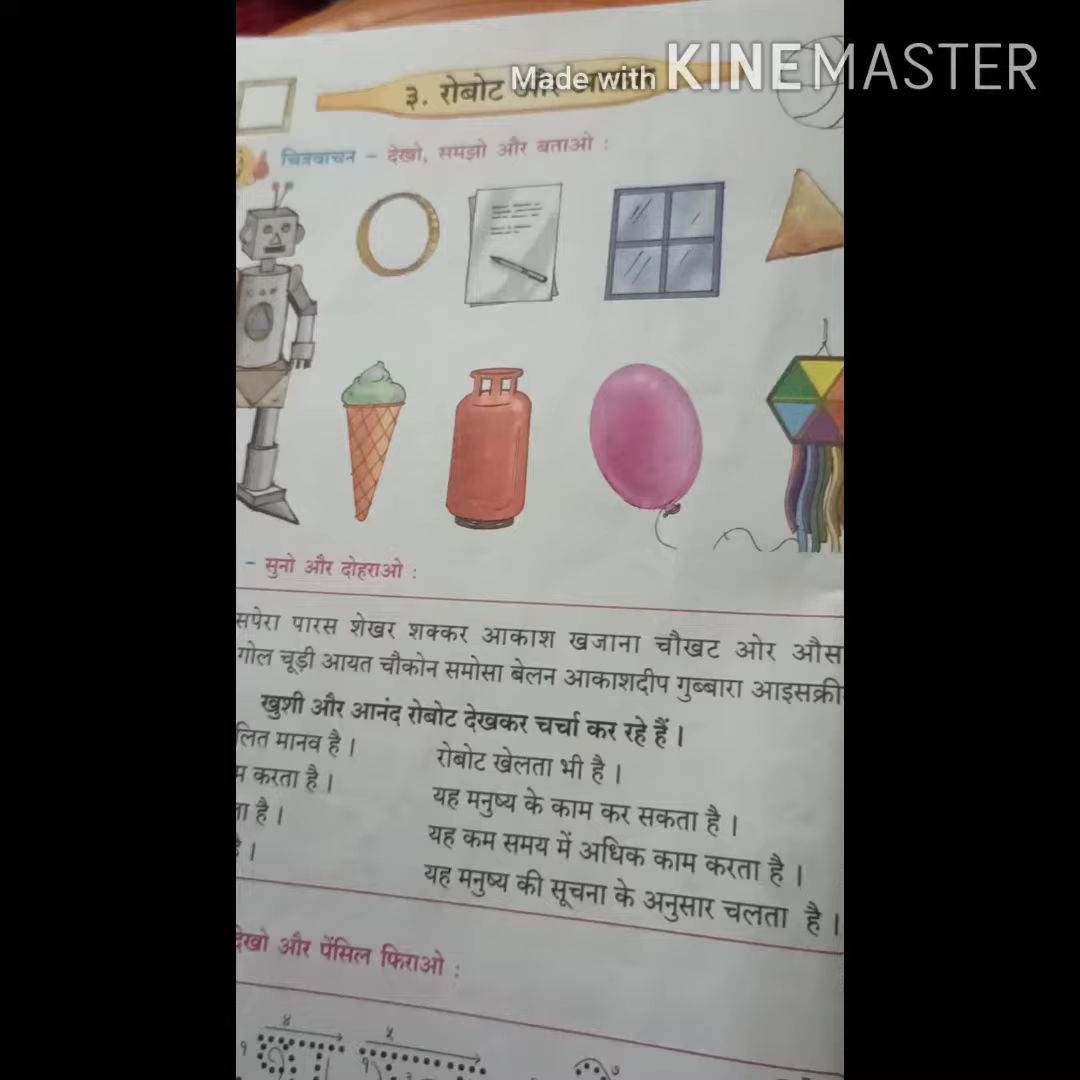 Made with KINEMASTER
३. रोबोट और
चित्रवाचन – देखो, समझो और बताओ :
– सुनो और दोहराओ :
सपेरा पारस शेखर शक्कर आकाश खजाना चौखट ओर औस
गोल चूड़ी आयत चौकोन समोसा बेलन आकाशदीप गुब्बारा आइसक्री
खुशी और आनंद रोबोट देखकर चर्चा कर रहे हैं ।
लित मानव है । रोबोट खेलता भी है ।
म करता है । यह मनुष्य के काम कर सकता है ।
ता है । यह कम समय में अधिक काम करता है ।
है । यह मनुष्य की सूचना के अनुसार चलता है ।
देखो और पेंसिल फिराओ :